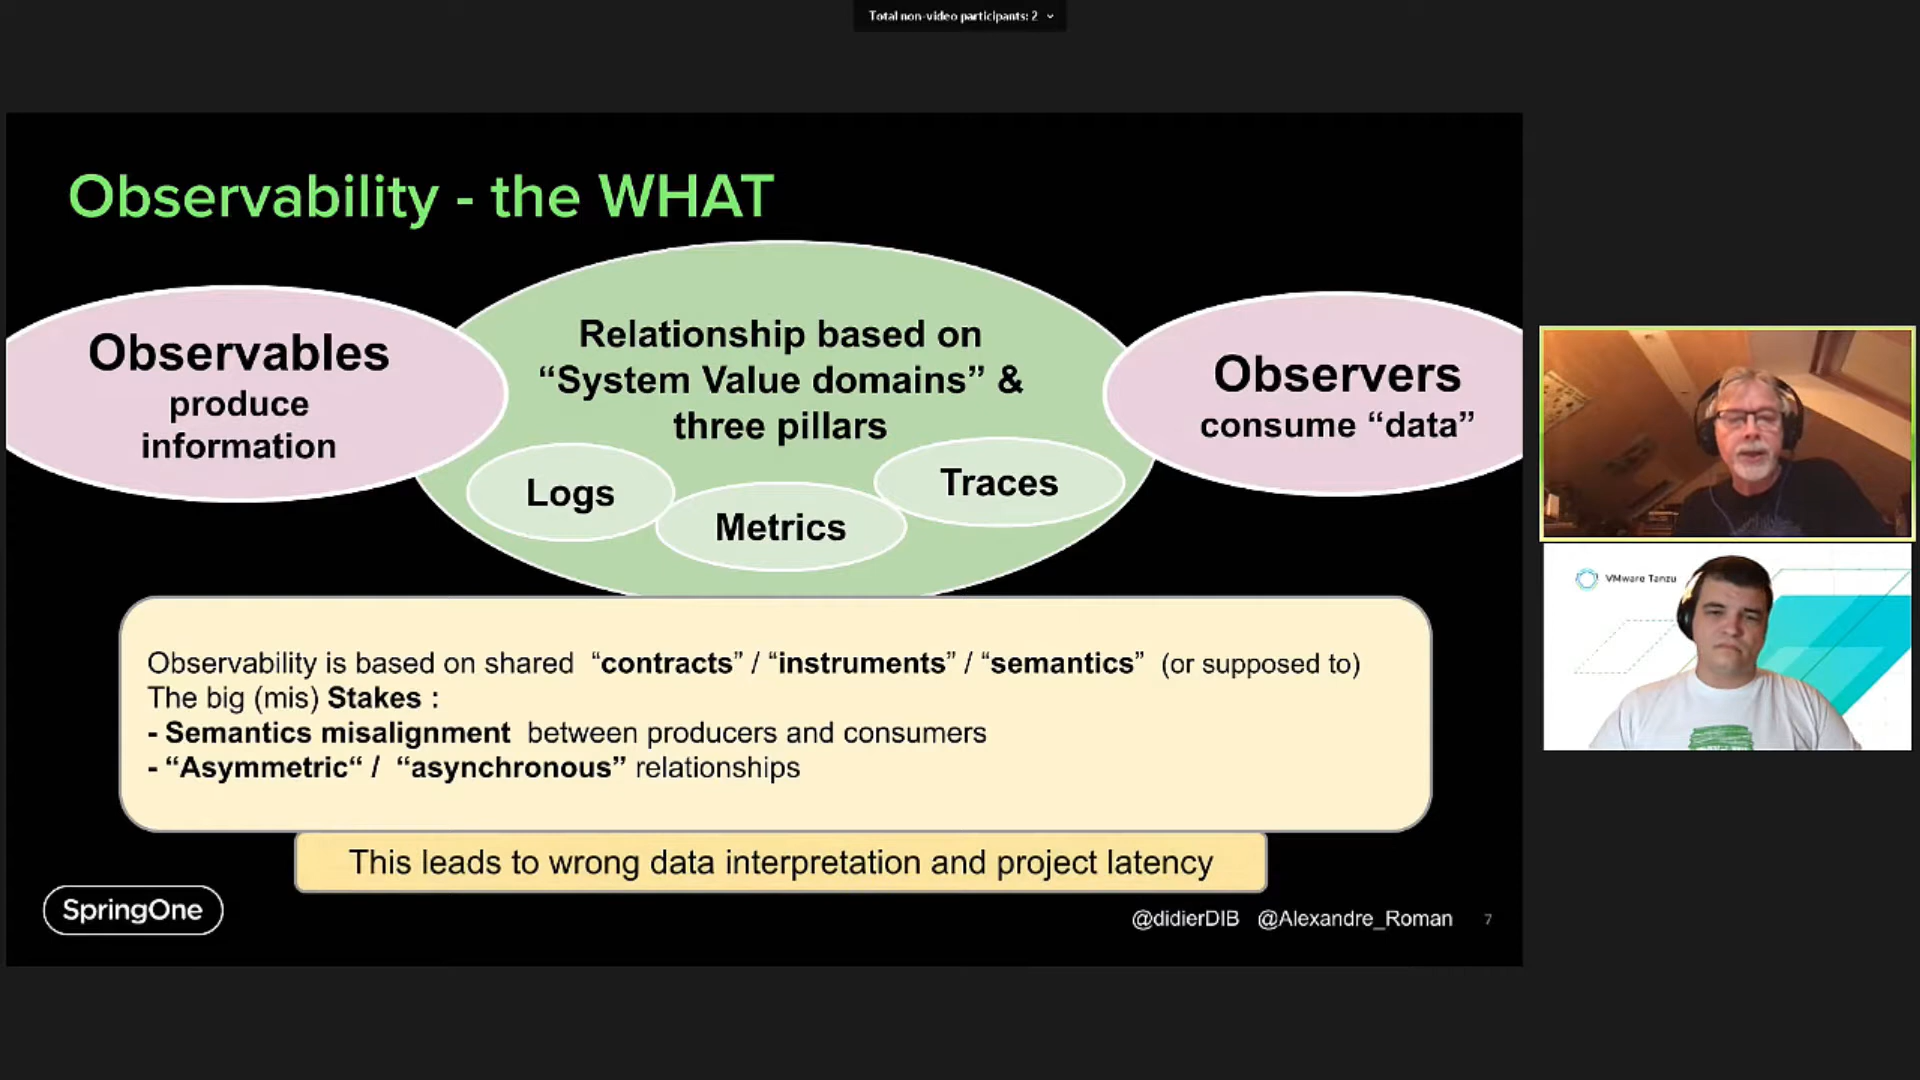 Total non-video participants: 2
Observability - the WHAT
Observables
produce
information
Relationship based on
“System Value domains” &
three pillars
Logs
Metrics
Traces
Observers
consume “data”
Observability is based on shared “contracts” / “instruments” / “semantics” (or supposed to)
The big (mis) Stakes :
- Semantics misalignment between producers and consumers
- “Asymmetric“ / “asynchronous” relationships
This leads to wrong data interpretation and project latency
SpringOne
@didierDIB @Alexandre_Roman 7
VMware Tanzu